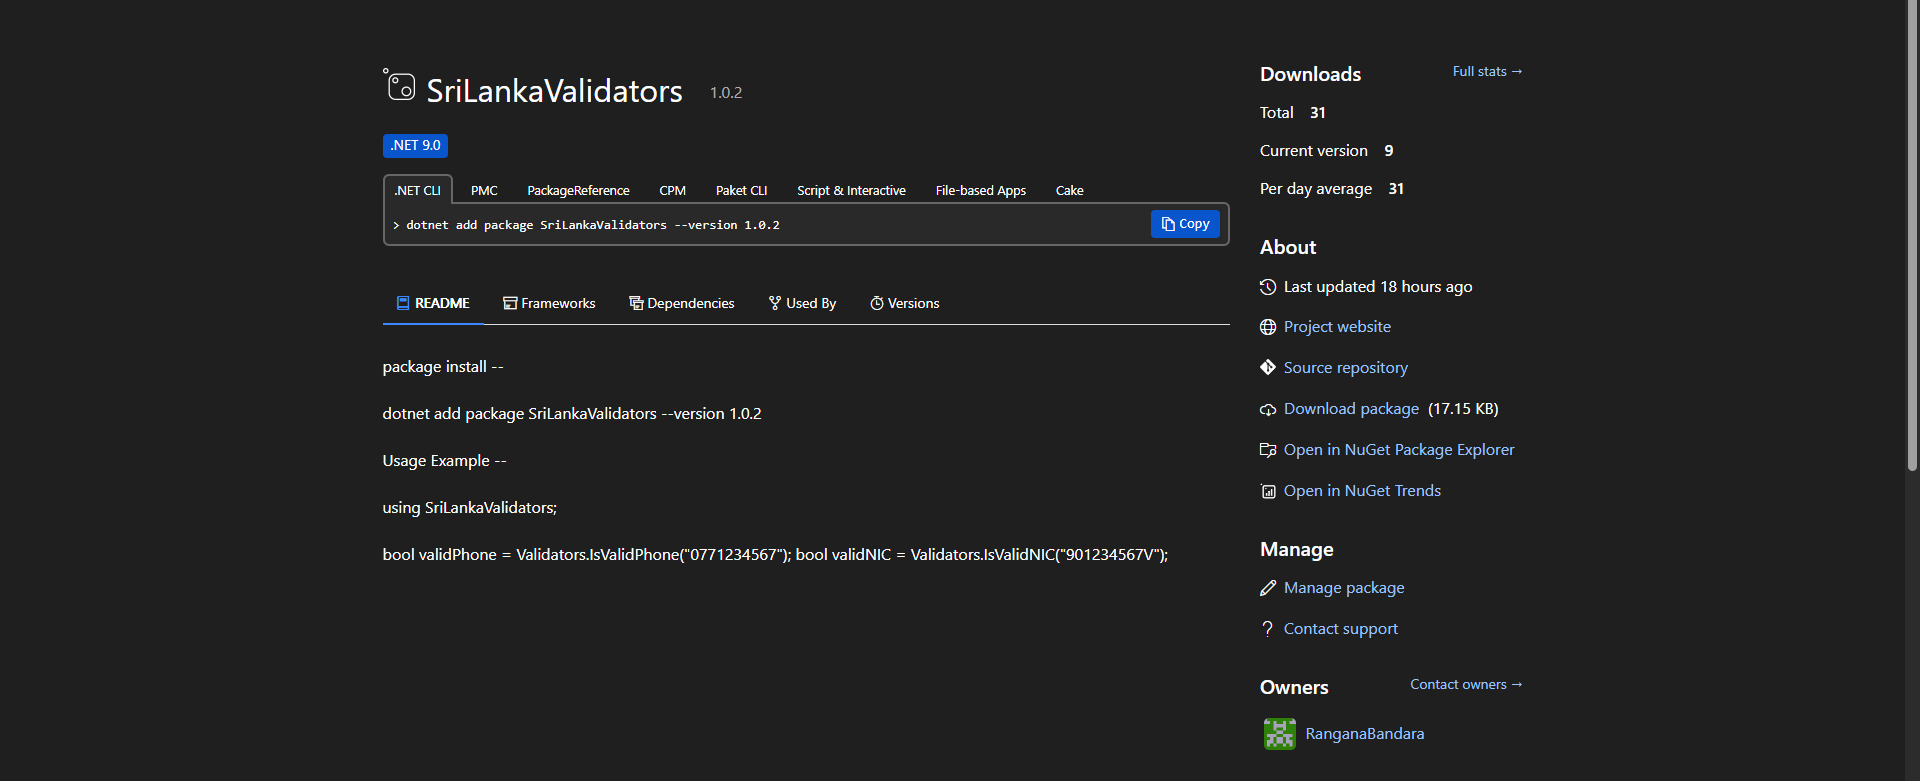 SriLankaValidators 1.0.2
.NET 9.0
.NET CLI PMC PackageReference CPM Paket CLI Script & Interactive File-based Apps Cake
> dotnet add package SriLankaValidators --version 1.0.2 Copy
README Frameworks Dependencies Used By Versions
package install --
dotnet add package SriLankaValidators --version 1.0.2
Usage Example --
using SriLankaValidators;
bool validPhone = Validators.IsValidPhone("0771234567"); bool validNIC = Validators.IsValidNIC("901234567V");
Downloads Full stats →
Total 31
Current version 9
Per day average 31
About
Last updated 18 hours ago
Project website
Source repository
Download package (17.15 KB)
Open in NuGet Package Explorer
Open in NuGet Trends
Manage
Manage package
? Contact support
Owners Contact owners →
RanganaBandara